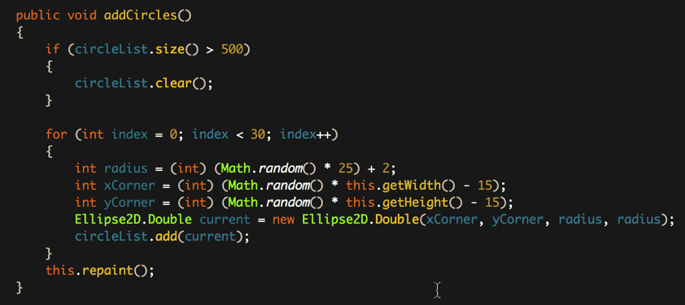 public void addCircles()
{
    if (circleList.size() > 500)
    {
        circleList.clear();
    }

    for (int index = 0; index < 30; index++)
    {
        int radius = (int) (Math.random() * 25) + 2;
        int xCorner = (int) (Math.random() * this.getWidth() - 15);
        int yCorner = (int) (Math.random() * this.getHeight() - 15);
        Ellipse2D.Double current = new Ellipse2D.Double(xCorner, yCorner, radius, radius);
        circleList.add(current);
    }
    this.repaint();
}